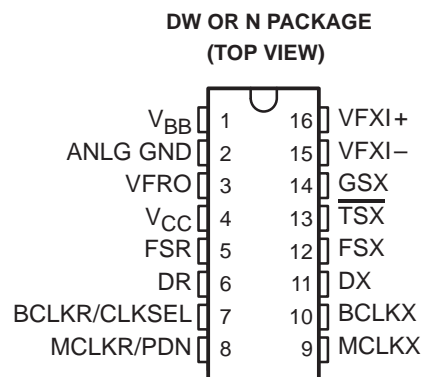 DW OR N PACKAGE
(TOP VIEW)
VBB 1 16 VFXI+
ANLG GND 2 15 VFXI–
VFRO 3 14 GSX
VCC 4 13 TSX
FSR 5 12 FSX
DR 6 11 DX
BCLKR/CLKSEL 7 10 BCLKX
MCLKR/PDN 8 9 MCLKX